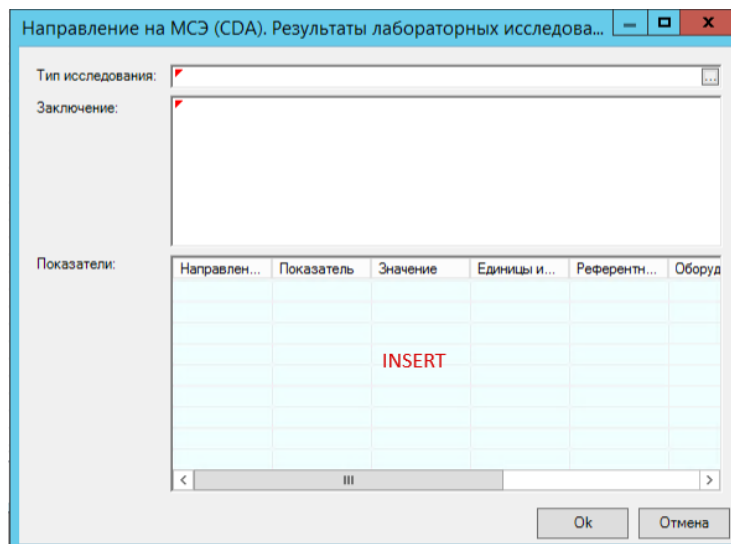 Направление на МСЭ (CDA). Результаты лабораторных исследова...
Тип исследования:
...
Заключение:
Показатели:
Направлен... Показатель Значение Единицы и... Референтн... Оборуд
INSERT
Ok Отмена